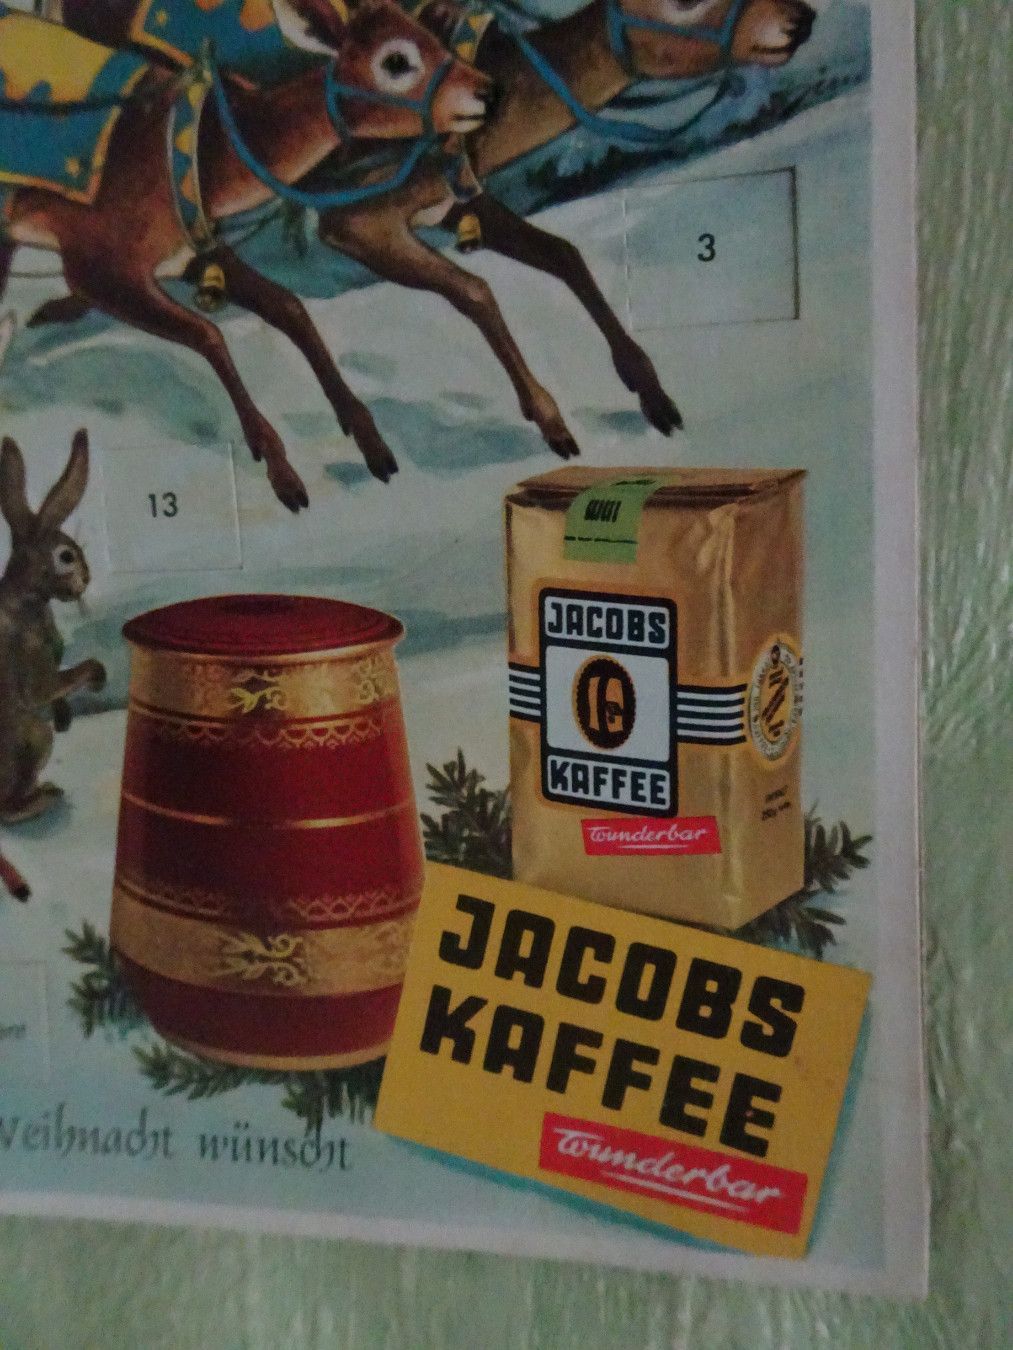 3
13
JACOBS
KAFFEE
wunderbar
JACOBS
KAFFEE
wunderbar
Weihnacht wünscht